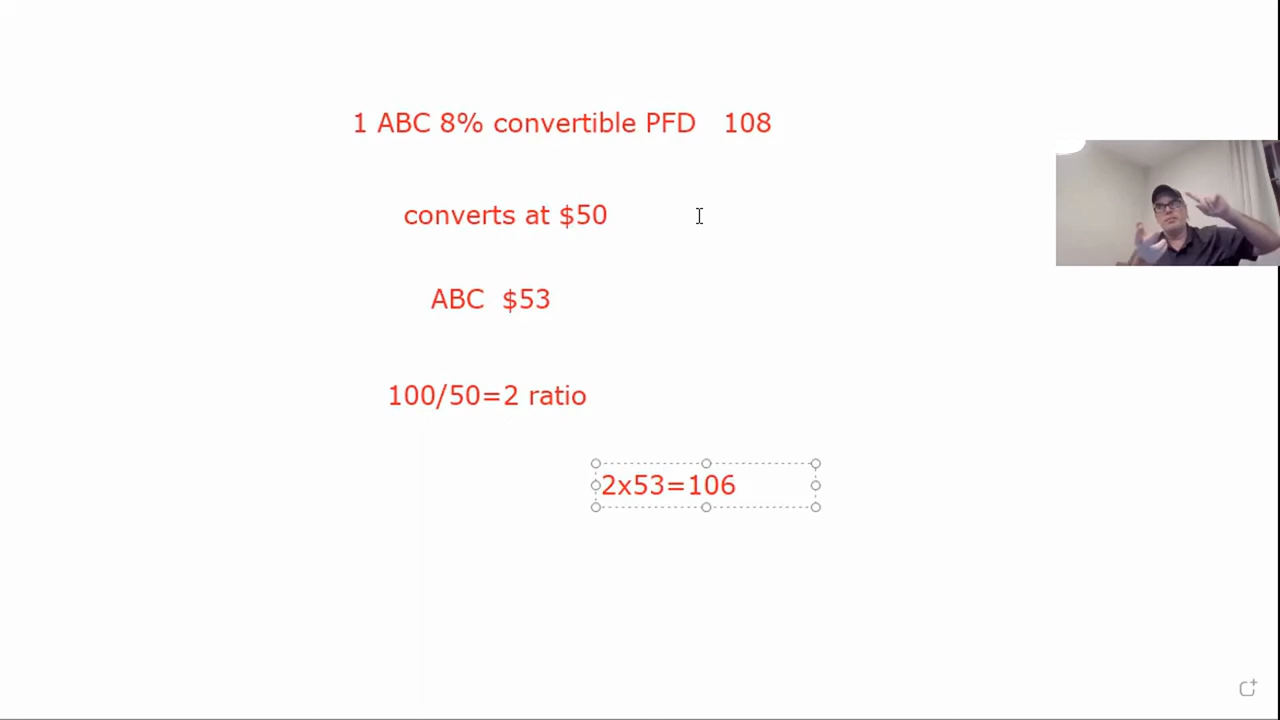 1 ABC 8% convertible PFD 108
converts at $50
ABC $53
100/50=2 ratio
2x53=106